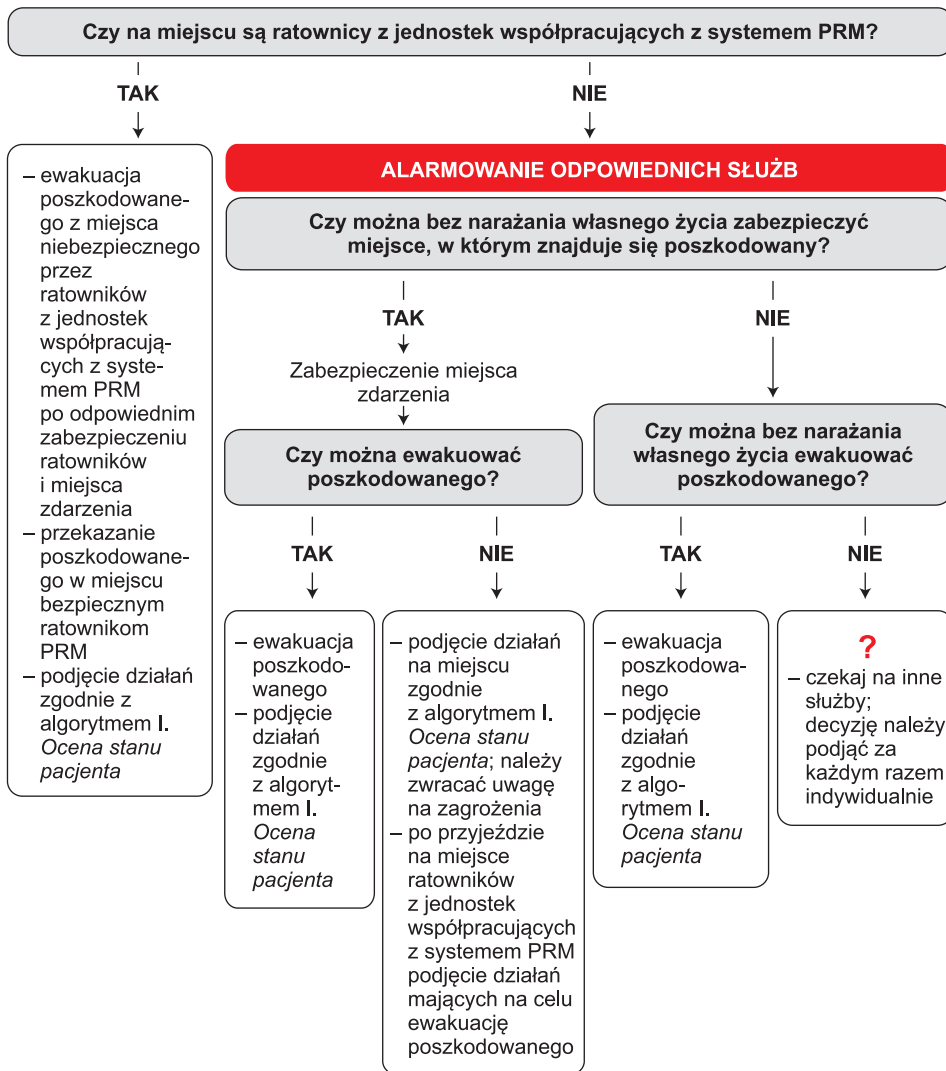 Czy na miejscu są ratownicy z jednostek współpracujących z systemem PRM?
TAK
NIE
– ewakuacja
poszkodowane-
go z miejsca
niebezpiecznego
przez
ratowników
z jednostek
współpracują-
cych z syste-
mem PRM
po odpowiednim
zabezpieczeniu
ratowników
i miejsca
zdarzenia
– przekazanie
poszkodowane-
go w miejscu
bezpiecznym
ratownikom
PRM
– podjęcie działań
zgodnie z
algorytmem I.
Ocena stanu
pacjenta
ALARMOWANIE ODPOWIEDNICH SŁUŻB
Czy można bez narażania własnego życia zabezpieczyć
miejsce, w którym znajduje się poszkodowany?
TAK
NIE
Zabezpieczenie miejsca
zdarzenia
Czy można ewakuować
poszkodowanego?
Czy można bez narażania
własnego życia ewakuować
poszkodowanego?
TAK
NIE
TAK
NIE
– ewakuacja
poszkodo-
wanego
– podjęcie
działań
zgodnie
z algoryt-
mem I.
Ocena
stanu
pacjenta
– podjęcie działań
na miejscu
zgodnie
z algorytmem I.
Ocena stanu
pacjenta; należy
zwracać uwagę
na zagrożenia
– po przyjeździe
na miejsce
ratowników
z jednostek
współpracujących
z systemem PRM
podjęcie działań
mających na celu
ewakuację
poszkodowanego
– ewakuacja
poszkodowa-
nego
– podjęcie
działań
zgodnie
z algo-
rytmem I.
Ocena stanu
pacjenta
?
– czekaj na inne
służby;
decyzję należy
podjąć za
każdym razem
indywidualnie